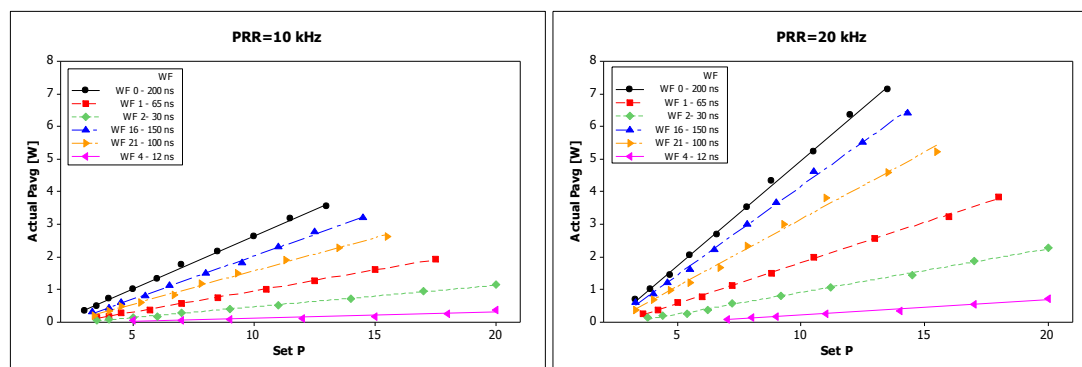 PRR=10 kHz
Actual Pavg [W]
8
7
6
5
4
3
2
1
0
WF
WF 0 - 200 ns
WF 1 - 65 ns
WF 2- 30 ns
WF 16 - 150 ns
WF 21 - 100 ns
WF 4 - 12 ns
5
10
15
20
Set P
PRR=20 kHz
Actual Pavg [W]
8
7
6
5
4
3
2
1
0
WF
WF 0 - 200 ns
WF 1 - 65 ns
WF 2- 30 ns
WF 16 - 150 ns
WF 21 - 100 ns
WF 4 - 12 ns
5
10
15
20
Set P